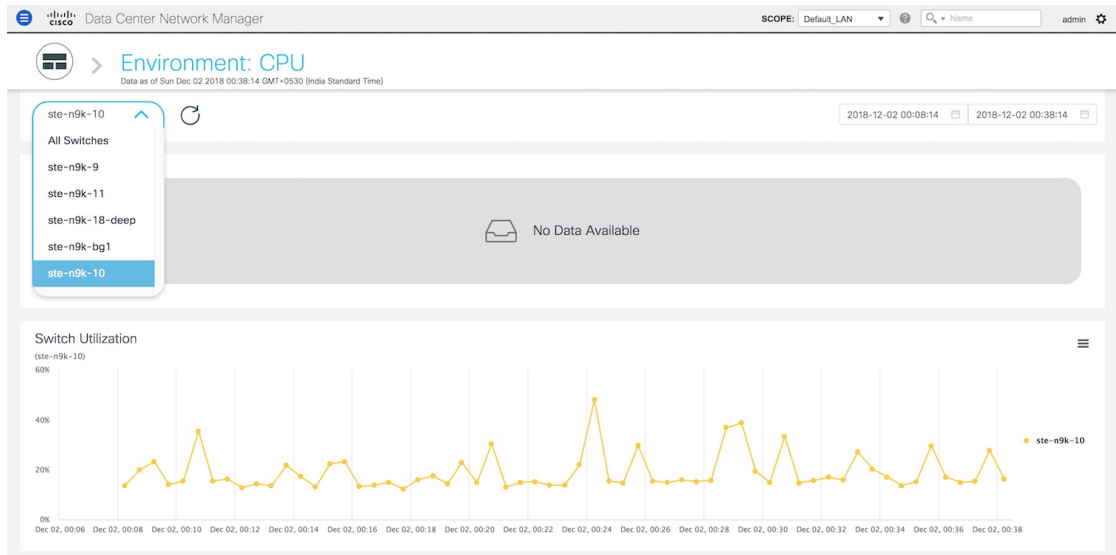 cisco Data Center Network Manager SCOPE: Default_LAN Name admin
Environment: CPU
Data as of Sun Dec 02 2018 00:38:14 GMT+0530 (India Standard Time)
ste-n9k-10 2018-12-02 00:08:14 2018-12-02 00:38:14
All Switches
ste-n9k-9
ste-n9k-11
ste-n9k-18-deep
ste-n9k-bg1
ste-n9k-10
No Data Available
Switch Utilization
(ste-n9k-10)
60%
40%
ste-n9k-10
20%
0%
Dec 02, 00:06 Dec 02, 00:08 Dec 02, 00:10 Dec 02, 00:12 Dec 02, 00:14 Dec 02, 00:16 Dec 02, 00:18 Dec 02, 00:20 Dec 02, 00:22 Dec 02, 00:24 Dec 02, 00:26 Dec 02, 00:28 Dec 02, 00:30 Dec 02, 00:32 Dec 02, 00:34 Dec 02, 00:36 Dec 02, 00:38